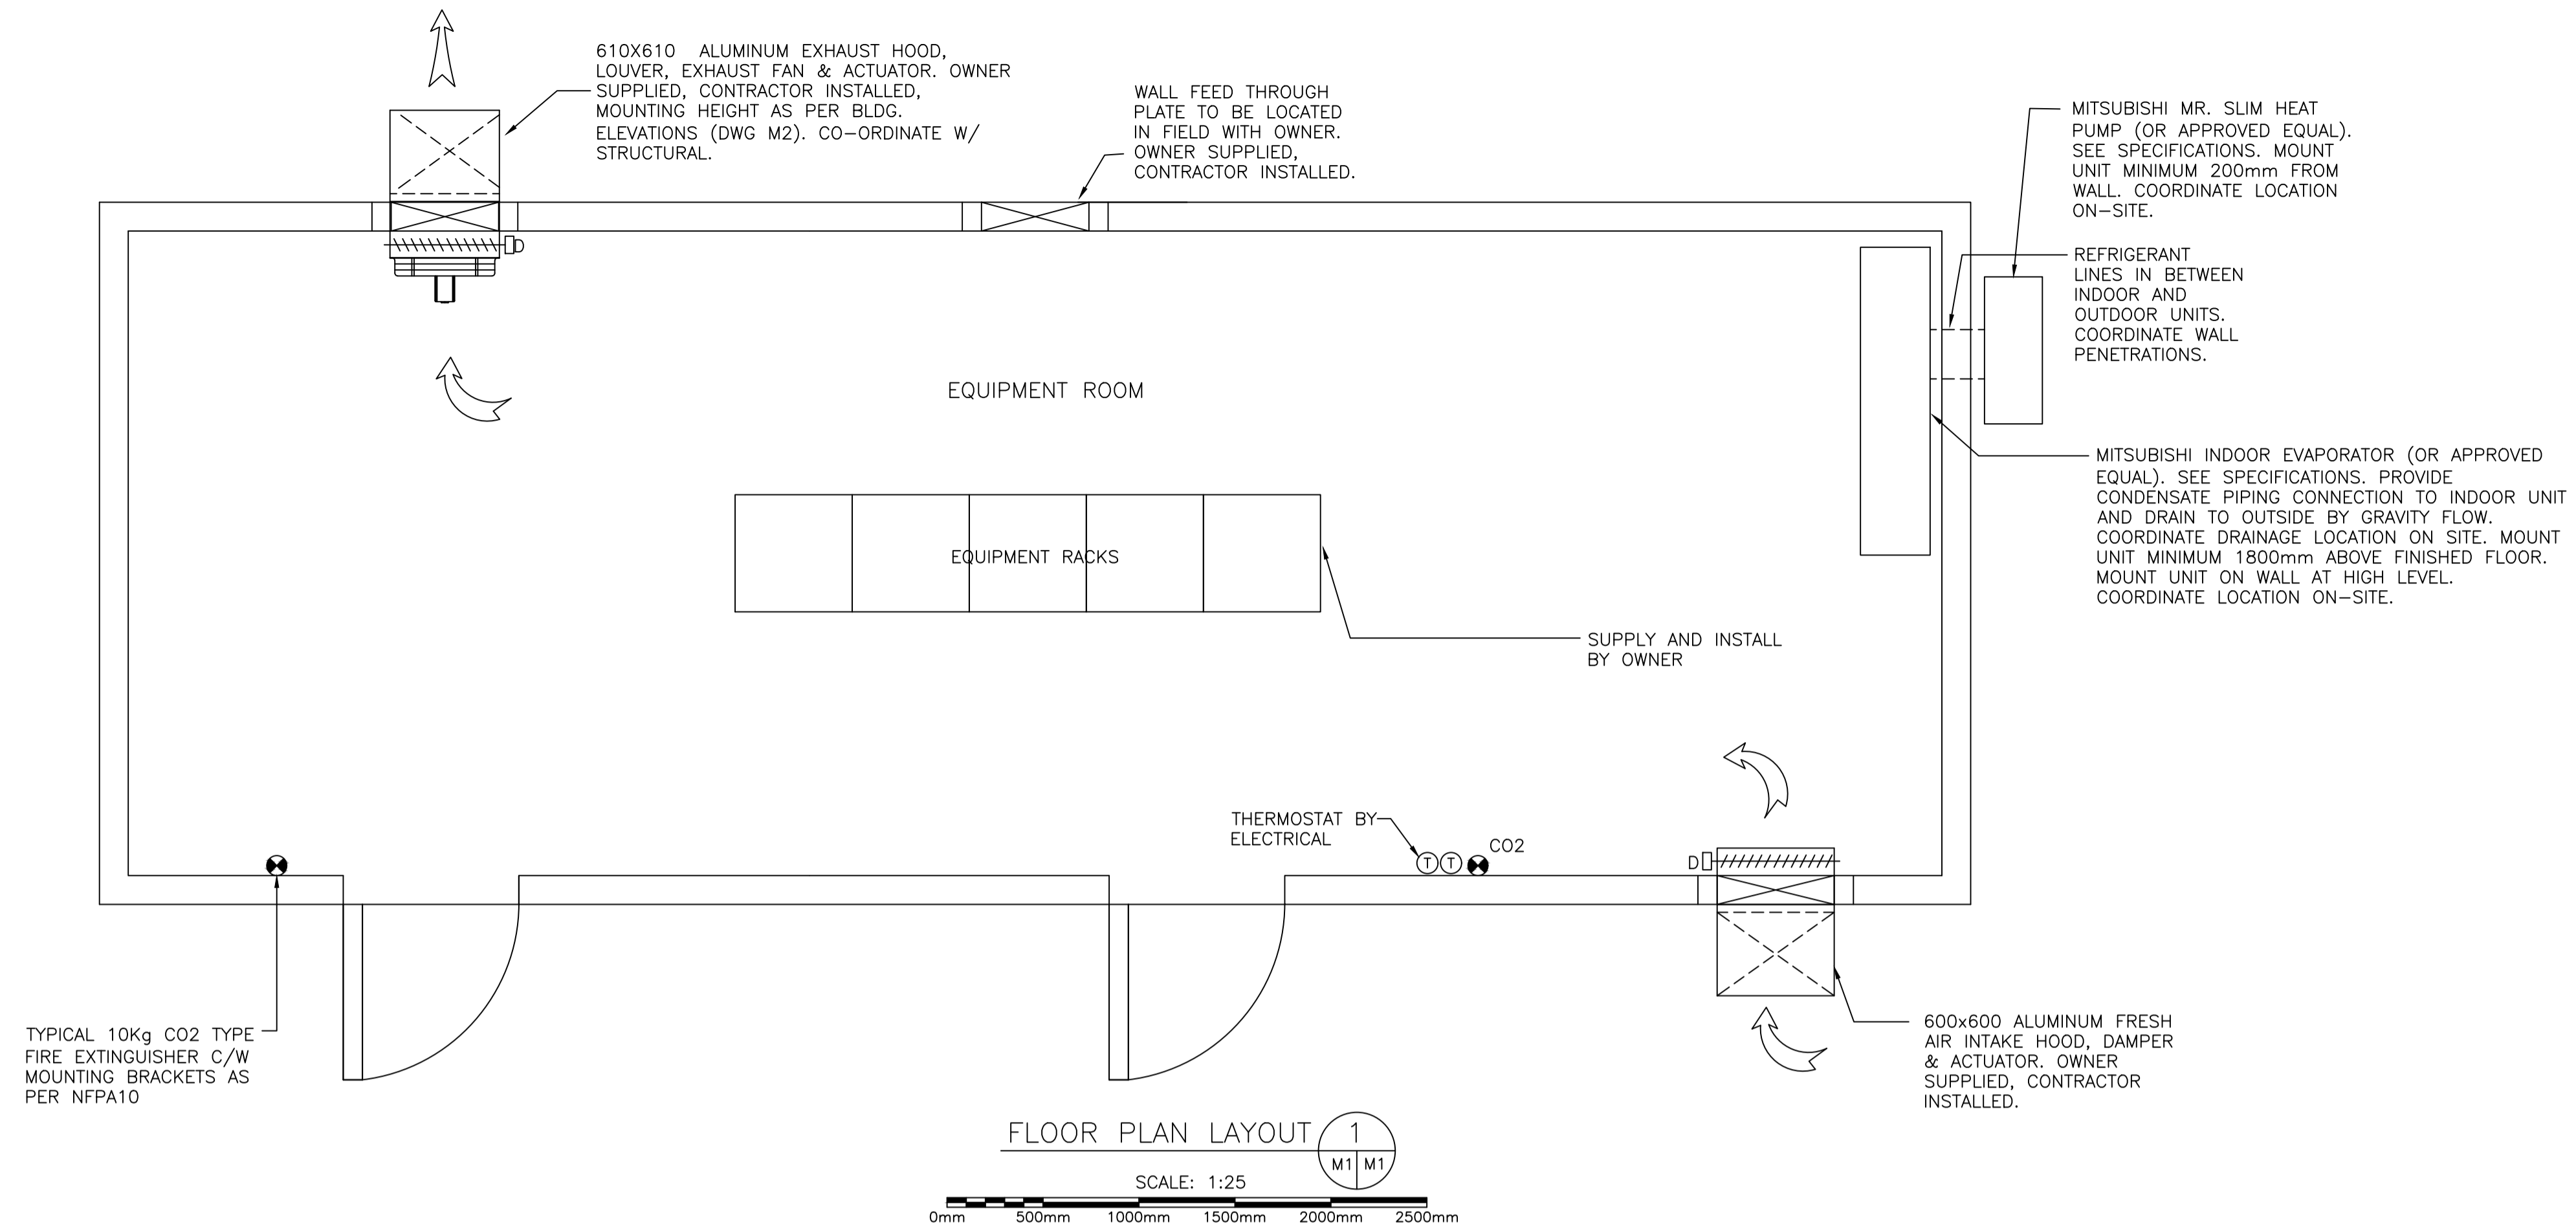 610X610 ALUMINUM EXHAUST HOOD,
LOUVER, EXHAUST FAN & ACTUATOR. OWNER
SUPPLIED, CONTRACTOR INSTALLED,
MOUNTING HEIGHT AS PER BLDG.
ELEVATIONS (DWG M2). CO-ORDINATE W/
STRUCTURAL.
WALL FEED THROUGH
PLATE TO BE LOCATED
IN FIELD WITH OWNER.
OWNER SUPPLIED,
CONTRACTOR INSTALLED.
MITSUBISHI MR. SLIM HEAT
PUMP (OR APPROVED EQUAL).
SEE SPECIFICATIONS. MOUNT
UNIT MINIMUM 200mm FROM
WALL. COORDINATE LOCATION
ON-SITE.
REFRIGERANT
LINES IN BETWEEN
INDOOR AND
OUTDOOR UNITS.
COORDINATE WALL
PENETRATIONS.
D
EQUIPMENT ROOM
MITSUBISHI INDOOR EVAPORATOR (OR APPROVED
EQUAL). SEE SPECIFICATIONS. PROVIDE
CONDENSATE PIPING CONNECTION TO INDOOR UNIT
AND DRAIN TO OUTSIDE BY GRAVITY FLOW.
COORDINATE DRAINAGE LOCATION ON SITE. MOUNT
UNIT MINIMUM 1800mm ABOVE FINISHED FLOOR.
MOUNT UNIT ON WALL AT HIGH LEVEL.
COORDINATE LOCATION ON-SITE.
EQUIPMENT RACKS
SUPPLY AND INSTALL
BY OWNER
THERMOSTAT BY
ELECTRICAL
T T CO2
D
TYPICAL 10Kg CO2 TYPE
FIRE EXTINGUISHER C/W
MOUNTING BRACKETS AS
PER NFPA10
600x600 ALUMINUM FRESH
AIR INTAKE HOOD, DAMPER
& ACTUATOR. OWNER
SUPPLIED, CONTRACTOR
INSTALLED.
FLOOR PLAN LAYOUT 1
M1 M1
SCALE: 1:25
0mm 500mm 1000mm 1500mm 2000mm 2500mm